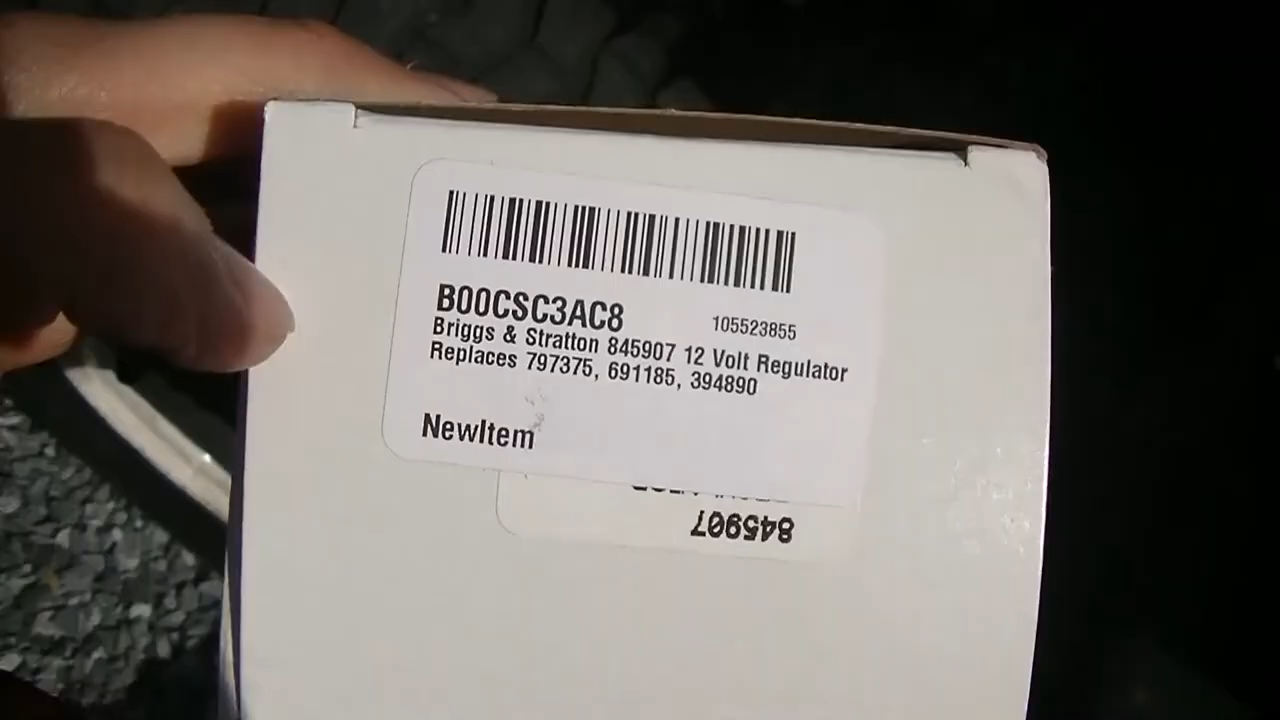 B00CSC3AC8 105523855
Briggs & Stratton 845907 12 Volt Regulator
Replaces 797375, 691185, 394890
NewItem
845907